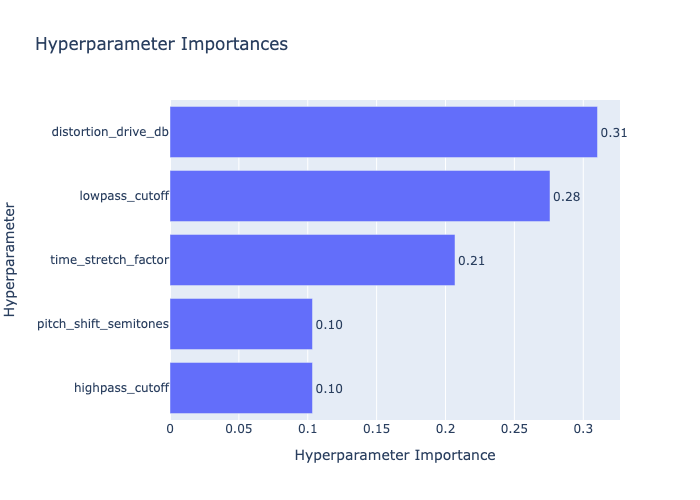 Hyperparameter Importances
Hyperparameter
distortion_drive_db
0.31
lowpass_cutoff
0.28
time_stretch_factor
0.21
pitch_shift_semitones
0.10
highpass_cutoff
0.10
0 0.05 0.1 0.15 0.2 0.25 0.3
Hyperparameter Importance